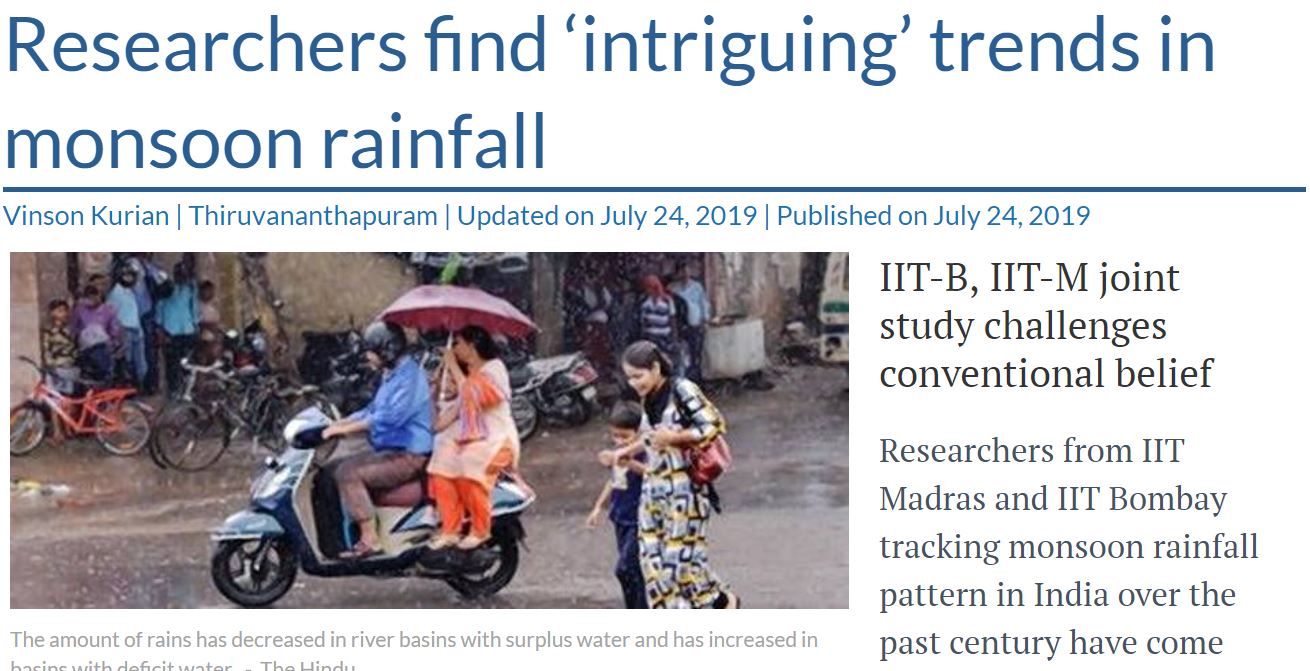 Researchers find ‘intriguing’ trends in
monsoon rainfall
Vinson Kurian | Thiruvananthapuram | Updated on July 24, 2019 | Published on July 24, 2019
IIT-B, IIT-M joint
study challenges
conventional belief
Researchers from IIT
Madras and IIT Bombay
tracking monsoon rainfall
pattern in India over the
past century have come
The amount of rains has decreased in river basins with surplus water and has increased in
basins with deficit water. - The Hindu